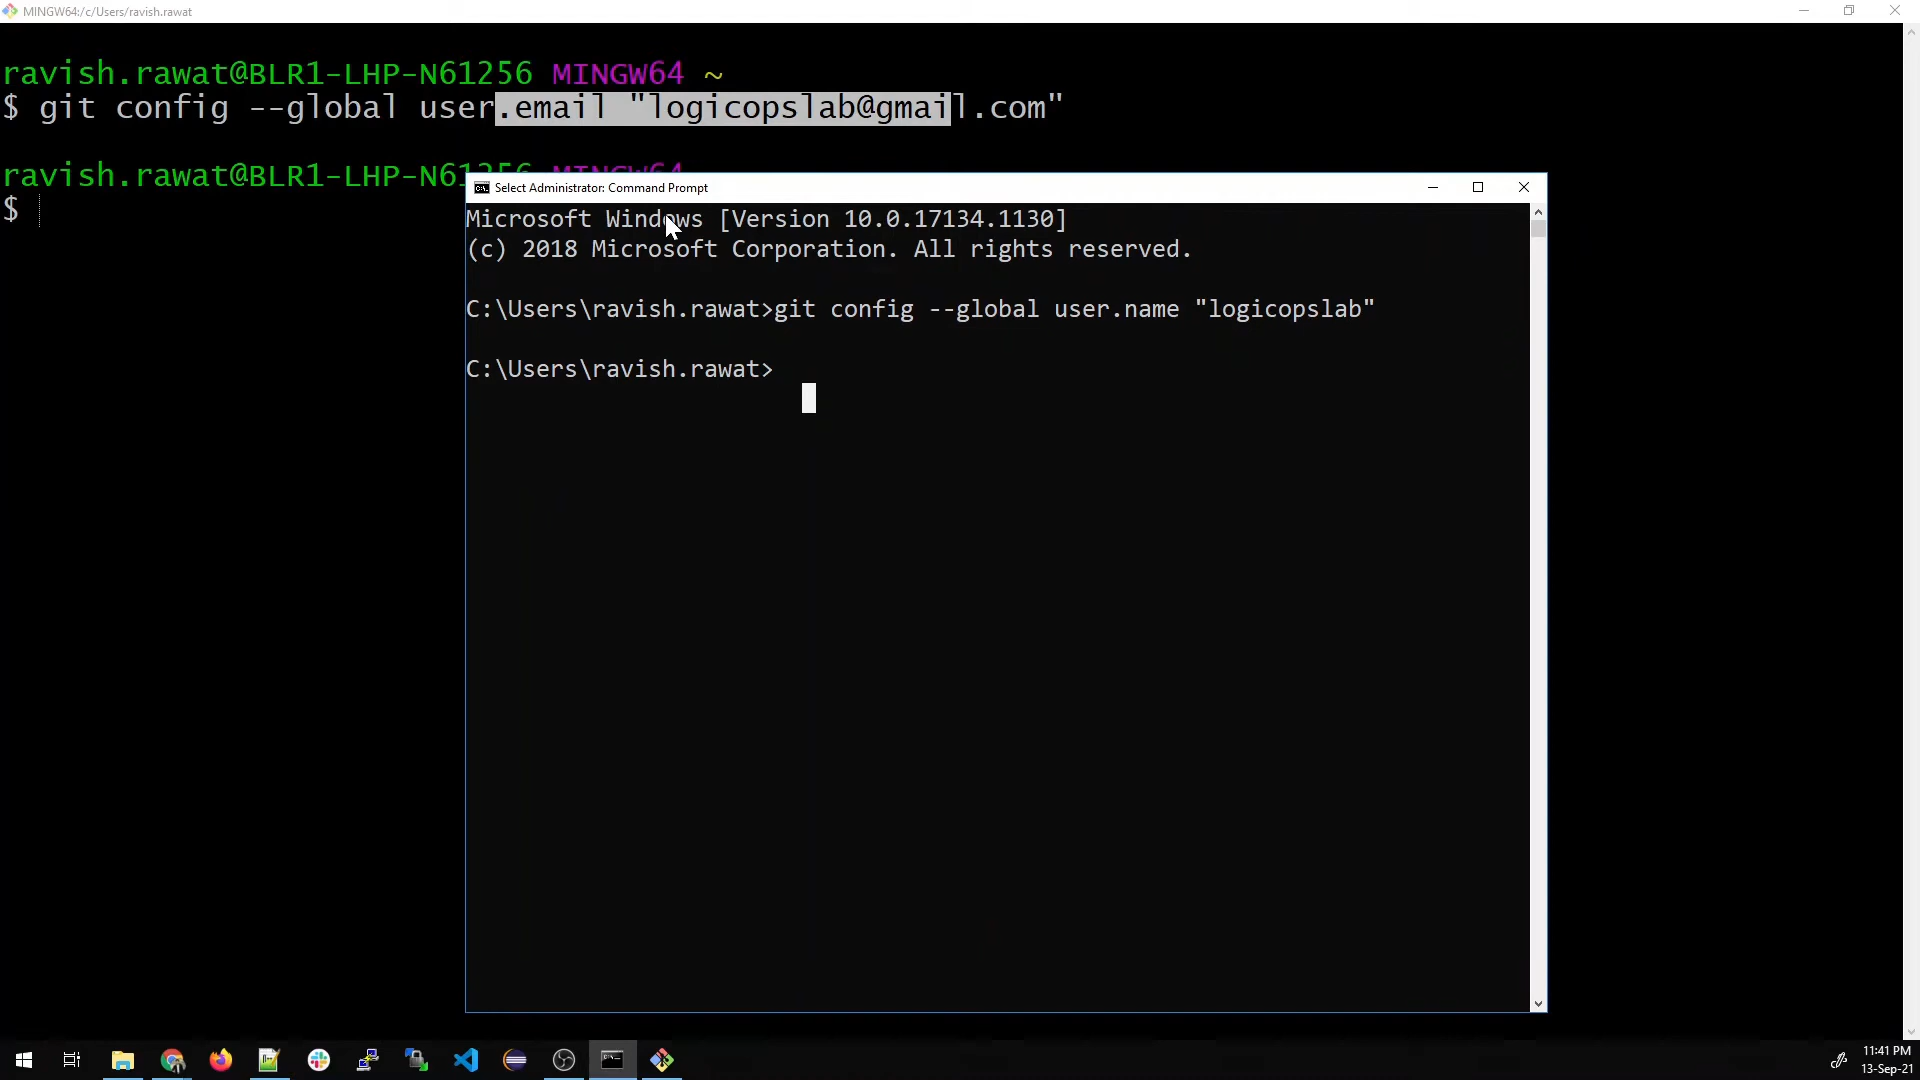 MINGW64:/c/Users/ravish.rawat
ravish.rawat@BLR1-LHP-N61256 MINGW64 ~
$ git config --global user.email "logicopslab@gmail.com"
ravish.rawat@BLR1-LHP-N61256 MINGW64
$
Select Administrator: Command Prompt
Microsoft Windows [Version 10.0.17134.1130]
(c) 2018 Microsoft Corporation. All rights reserved.
C:\Users\ravish.rawat>git config --global user.name "logicopslab"
C:\Users\ravish.rawat>
11:41 PM
13-Sep-21